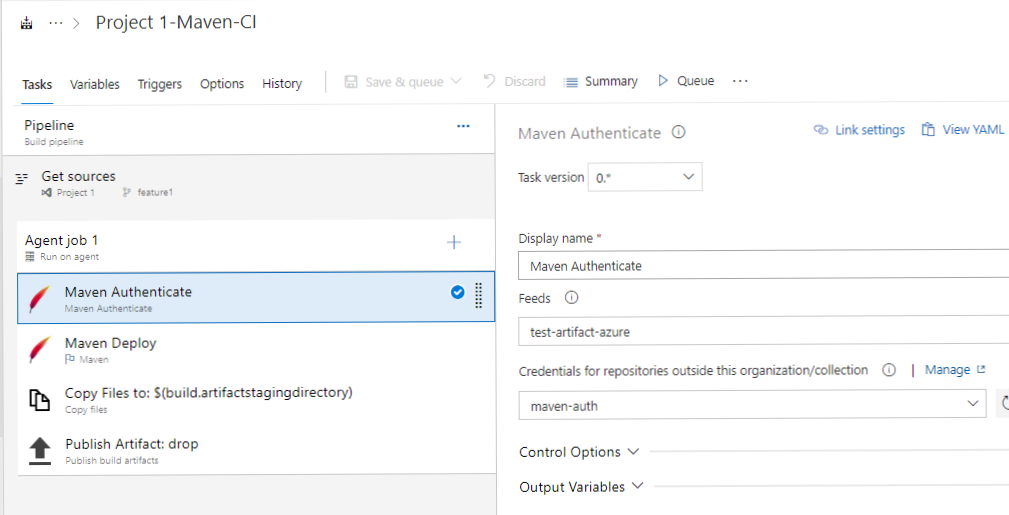 ··· > Project 1-Maven-CI
Tasks Variables Triggers Options History Save & queue Discard Summary Queue ···
Pipeline ···
Build pipeline
Get sources
Project 1 feature1
Agent job 1 +
Run on agent
Maven Authenticate
Maven Authenticate
Maven Deploy
Maven
Copy Files to: $(build.artifactstagingdirectory)
Copy files
Publish Artifact: drop
Publish build artifacts
Maven Authenticate Link settings View YAML
Task version 0.*
Display name *
Maven Authenticate
Feeds
test-artifact-azure
Credentials for repositories outside this organization/collection | Manage
maven-auth
Control Options
Output Variables